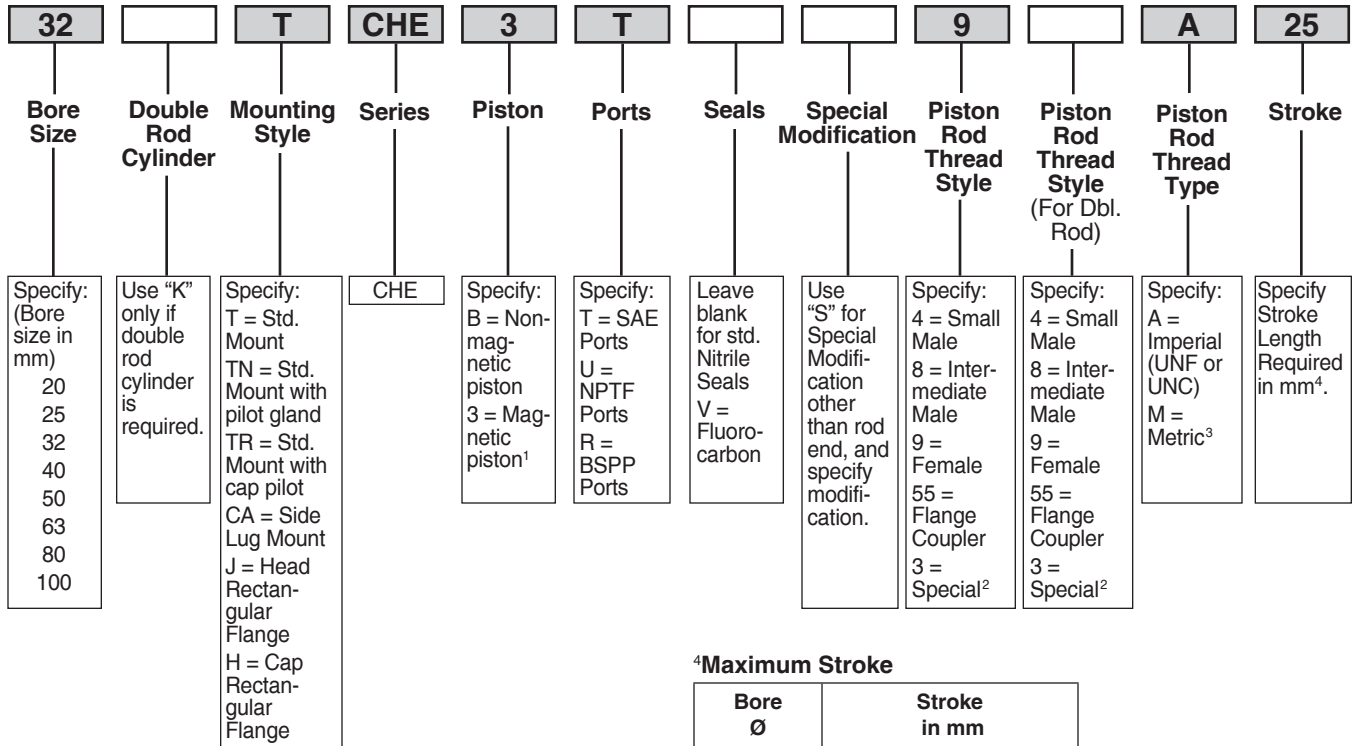 32 T CHE 3 T 9 A 25
Bore
Size
Double
Rod
Cylinder
Mounting
Style
Series
Piston
Ports
Seals
Special
Modification
Piston
Rod
Thread
Style
Piston
Rod
Thread
Style
(For Dbl.
Rod)
Piston
Rod
Thread
Type
Stroke
Specify:
(Bore
size in
mm)
20
25
32
40
50
63
80
100
Use “K”
only if
double
rod
cylinder
is
required.
Specify:
T = Std.
Mount
TN = Std.
Mount with
pilot gland
TR = Std.
Mount with
cap pilot
CA = Side
Lug Mount
J = Head
Rectan-
gular
Flange
H = Cap
Rectan-
gular
Flange
CHE
Specify:
B = Non-
mag-
netic
piston
3 = Mag-
netic
piston¹
Specify:
T = SAE
Ports
U =
NPTF
Ports
R =
BSPP
Ports
Leave
blank
for std.
Nitrile
Seals
V =
Fluoro-
carbon
Use
“S” for
Special
Modifi-
cation
other
than rod
end, and
specify
modifi-
cation.
Specify:
4 = Small
Male
8 = Inter-
mediate
Male
9 =
Female
55 =
Flange
Coupler
3 =
Special²
Specify:
4 = Small
Male
8 = Inter-
mediate
Male
9 =
Female
55 =
Flange
Coupler
3 =
Special²
Specify:
A =
Imperial
(UNF or
UNC)
M =
Metric³
Specify
Stroke
Length
Required
in mm⁴.
⁴Maximum Stroke
Bore Stroke
Ø in mm